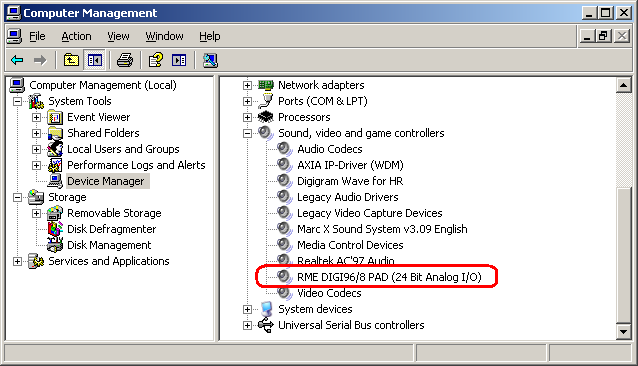 Computer Management
File Action View Window Help
Computer Management (Local)
System Tools
Event Viewer
Shared Folders
Local Users and Groups
Performance Logs and Alerts
Device Manager
Storage
Removable Storage
Disk Defragmenter
Disk Management
Services and Applications
Network adapters
Ports (COM & LPT)
Processors
Sound, video and game controllers
Audio Codecs
AXIA IP-Driver (WDM)
Digigram Wave for HR
Legacy Audio Drivers
Legacy Video Capture Devices
Marc X Sound System v3.09 English
Media Control Devices
Realtek AC'97 Audio
RME DIGI96/8 PAD (24 Bit Analog I/O)
Video Codecs
System devices
Universal Serial Bus controllers